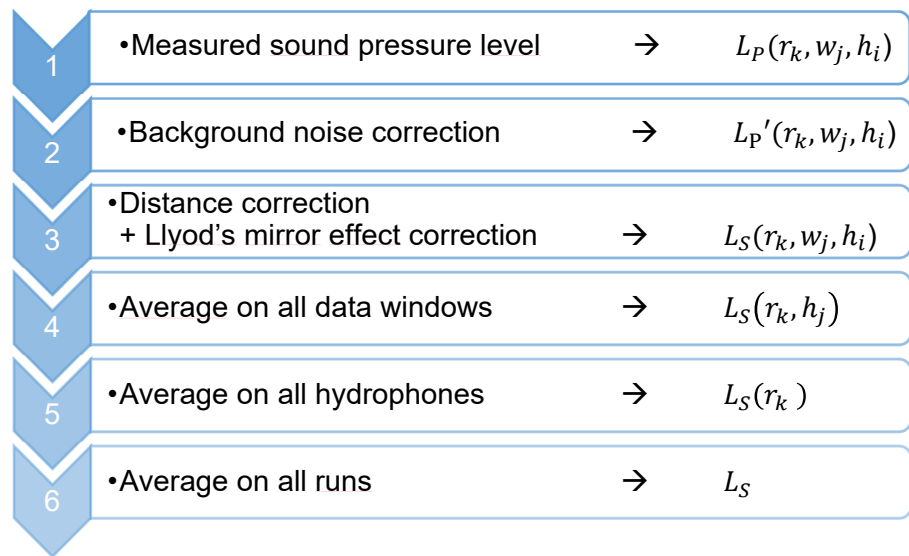 1
•Measured sound pressure level → L_P(r_k, w_j, h_i)
2
•Background noise correction → L_P′(r_k, w_j, h_i)
3
•Distance correction
+ Llyod's mirror effect correction → L_S(r_k, w_j, h_i)
4
•Average on all data windows → L_S(r_k, h_j)
5
•Average on all hydrophones → L_S(r_k )
6
•Average on all runs → L_S